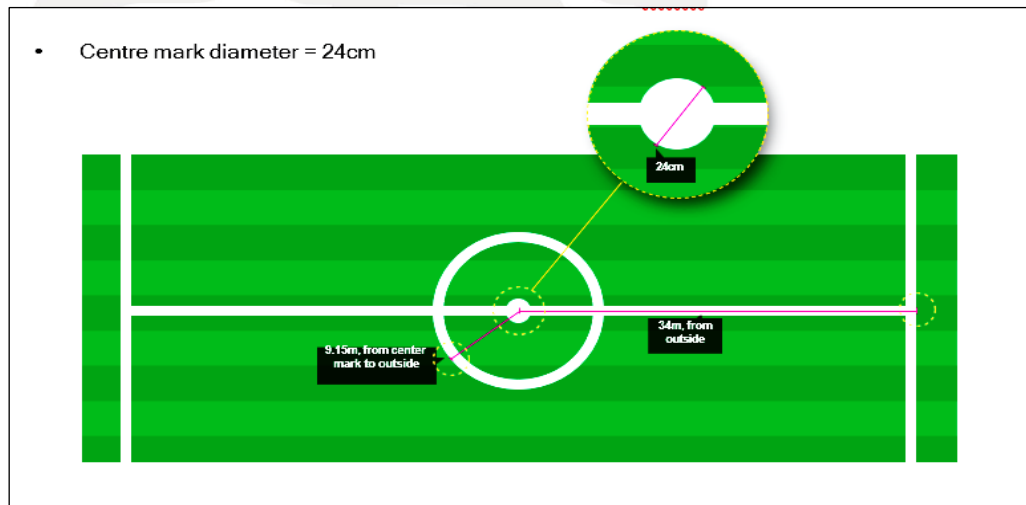 • Centre mark diameter = 24cm
24cm
34m, from
outside
9.15m, from center
mark to outside